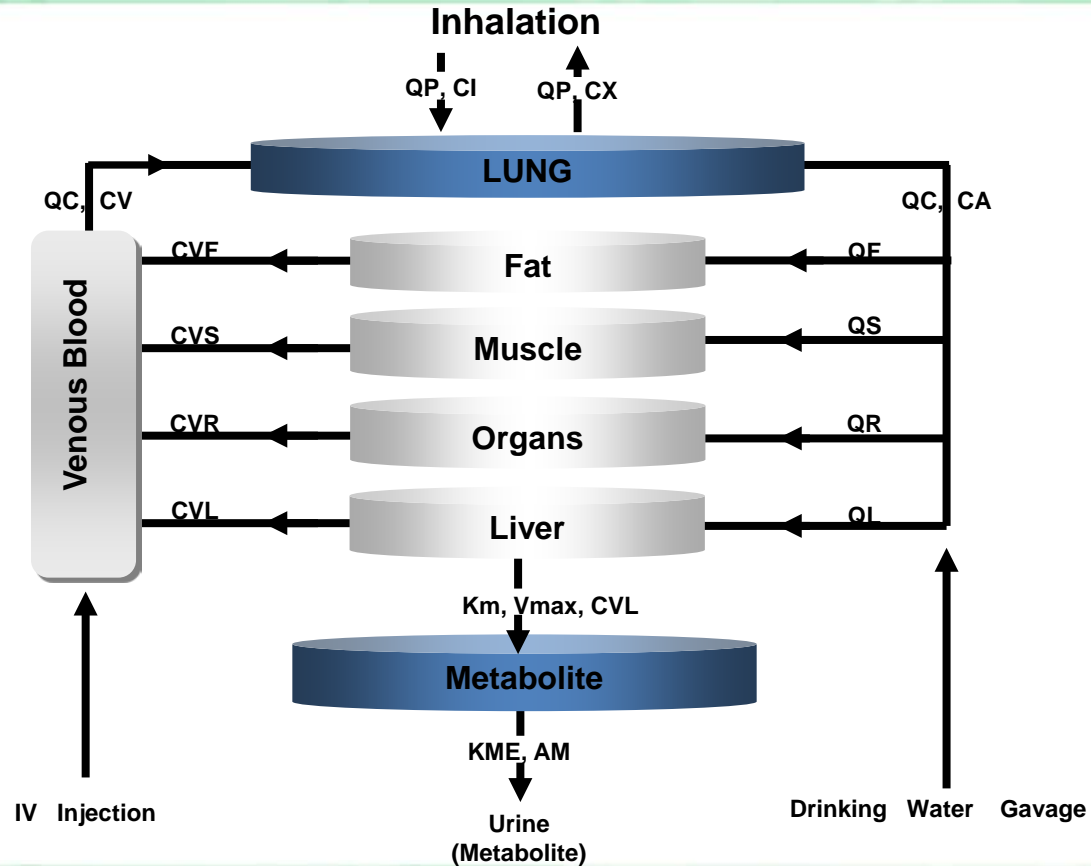 Inhalation
QP, CI
QP, CX
LUNG
QC, CV
QC, CA
CVF
Fat
QF
CVS
Muscle
QS
Venous Blood
CVR
Organs
QR
CVL
Liver
QL
Km, Vmax, CVL
Metabolite
KME, AM
IV Injection
Drinking Water Gavage
Urine
(Metabolite)